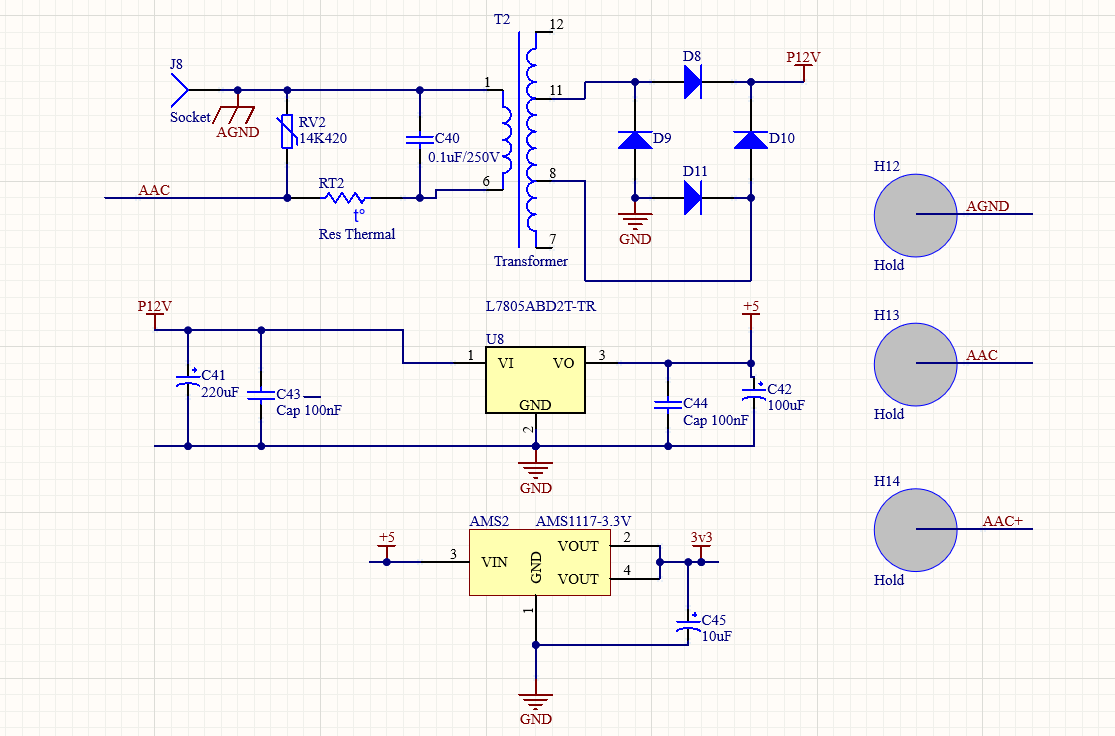 T2
12
J8
Socket
AGND
RV2
14K420
C40
0.1uF/250V
1
11
6
8
7
AAC
RT2
t°
Res Thermal
Transformer
D8
P12V
D9
D10
D11
GND
H12
AGND
Hold
P12V
C41
220uF
C43
Cap 100nF
L7805ABD2T-TR
U8
1
VI
VO
3
GND
2
GND
+5
C44
Cap 100nF
C42
100uF
H13
AAC
Hold
AMS2
AMS1117-3.3V
+5
3
VIN
GND
VOUT
2
VOUT
4
1
3v3
C45
10uF
GND
H14
AAC+
Hold